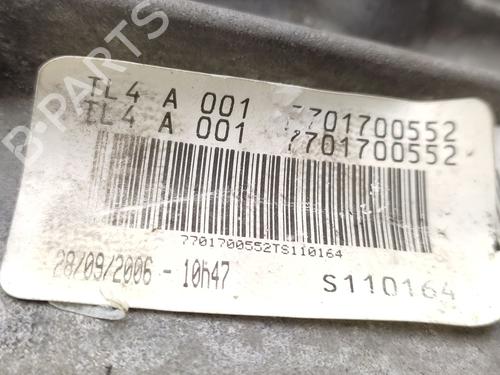 B-PARTS
TL4 A 001 7701700552
TL4 A 001 7701700552
7701700552TS110164
28/09/2006 - 10h47 S110164